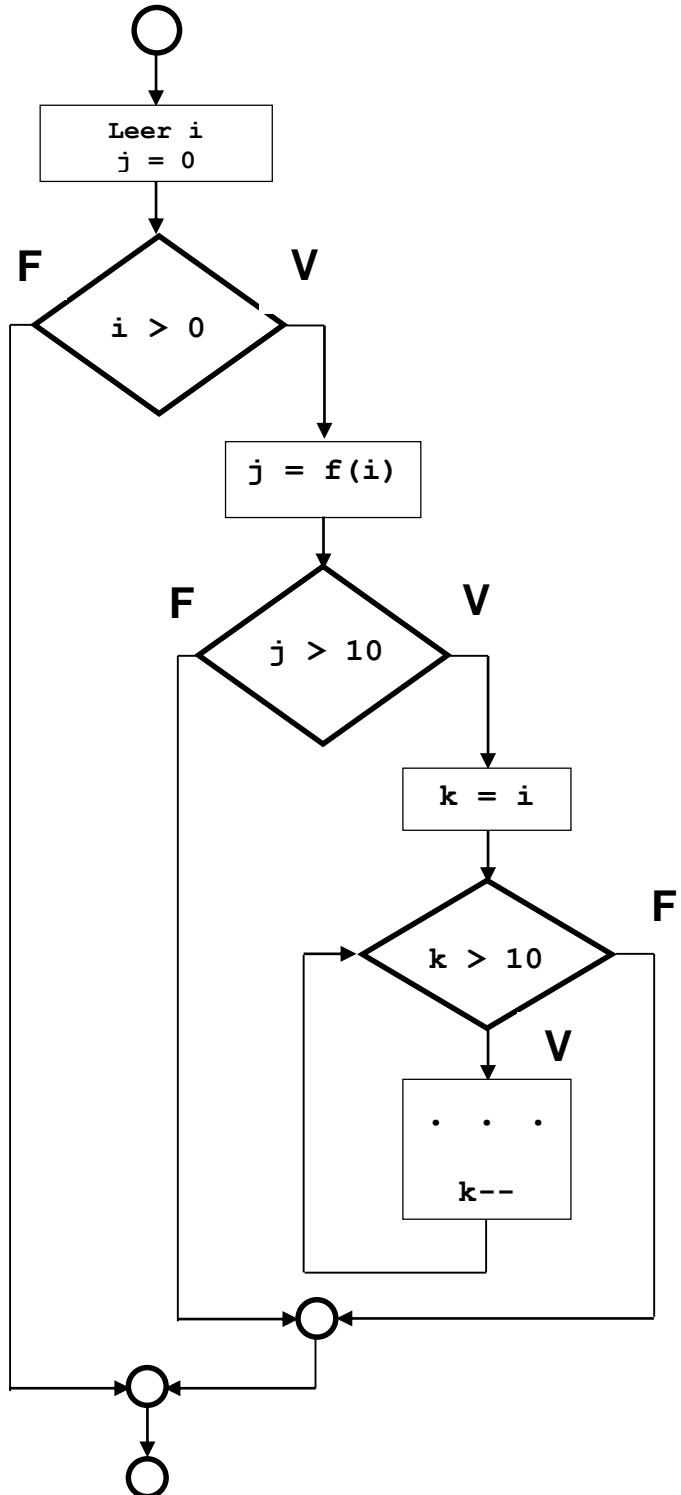 Leer i
j = 0
F
V
i > 0
j = f(i)
F
V
j > 10
k = i
F
k > 10
V
. . .
k--